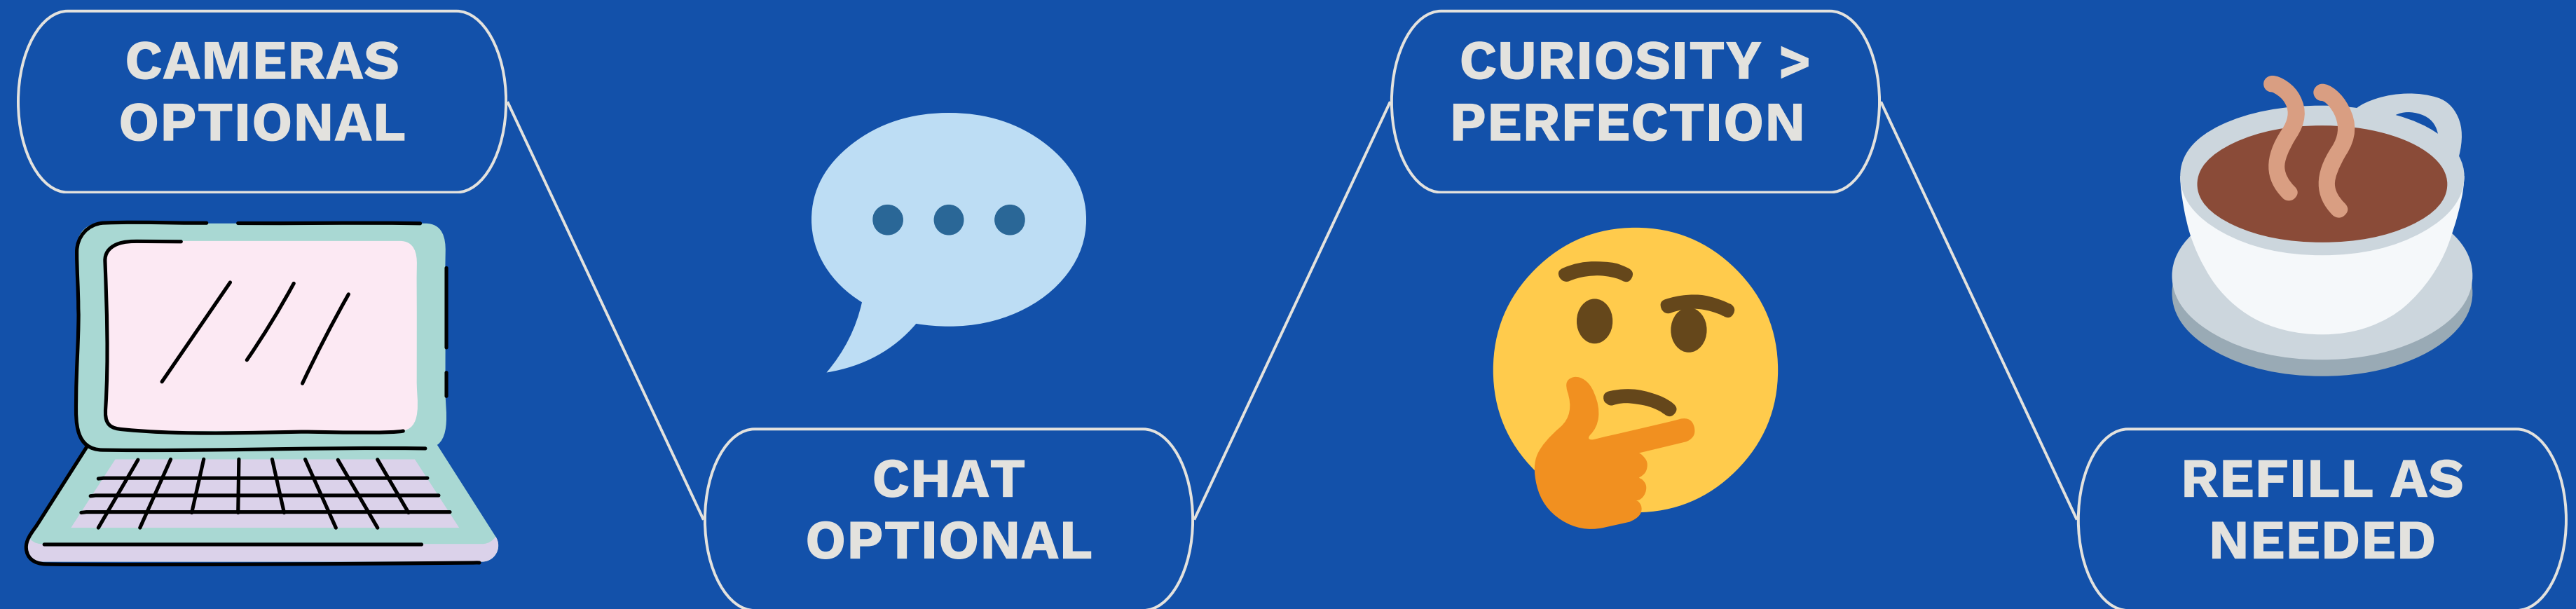 CAMERAS
OPTIONAL
CHAT
OPTIONAL
CURIOSITY >
PERFECTION
REFILL AS
NEEDED